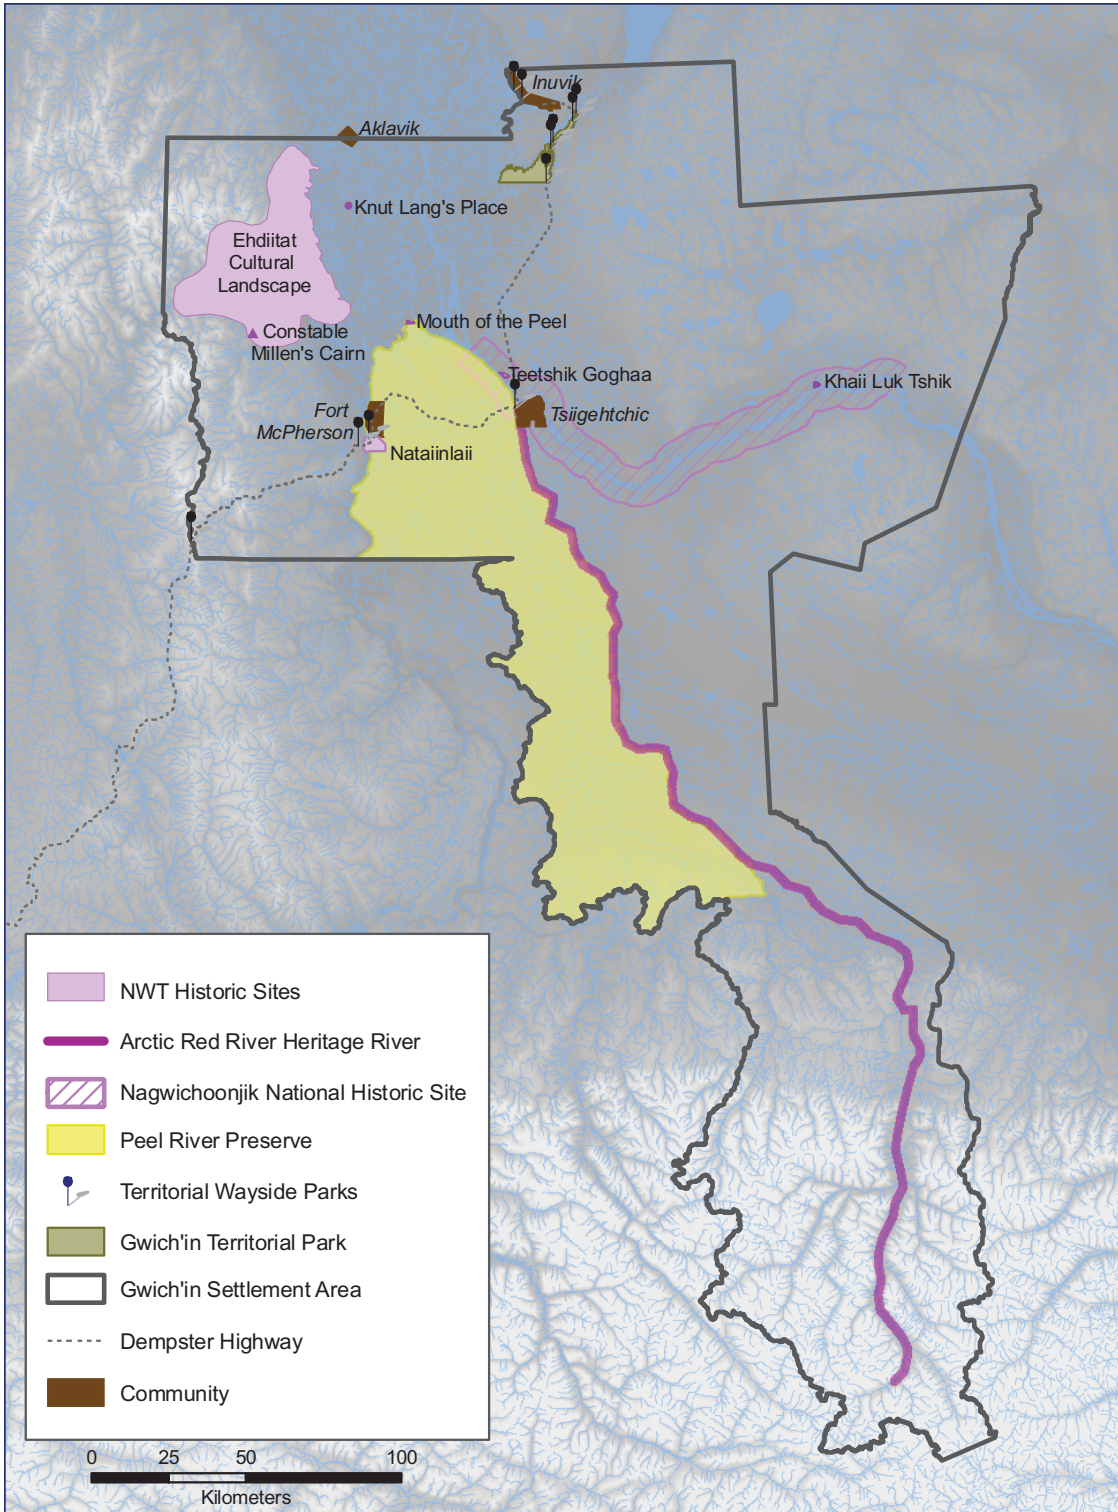 Inuvik
Aklavik
Knut Lang's Place
Ehdiitat
Cultural
Landscape
Mouth of the Peel
Constable
Millen's Cairn
Teetshik Goghaa
Khaii Luk Tshik
Fort
McPherson
Tsiigehtchic
Nataiinlaii
NWT Historic Sites
Arctic Red River Heritage River
Nagwichoonjik National Historic Site
Peel River Preserve
Territorial Wayside Parks
Gwich'in Territorial Park
Gwich'in Settlement Area
Dempster Highway
Community
0 25 50 100
Kilometers